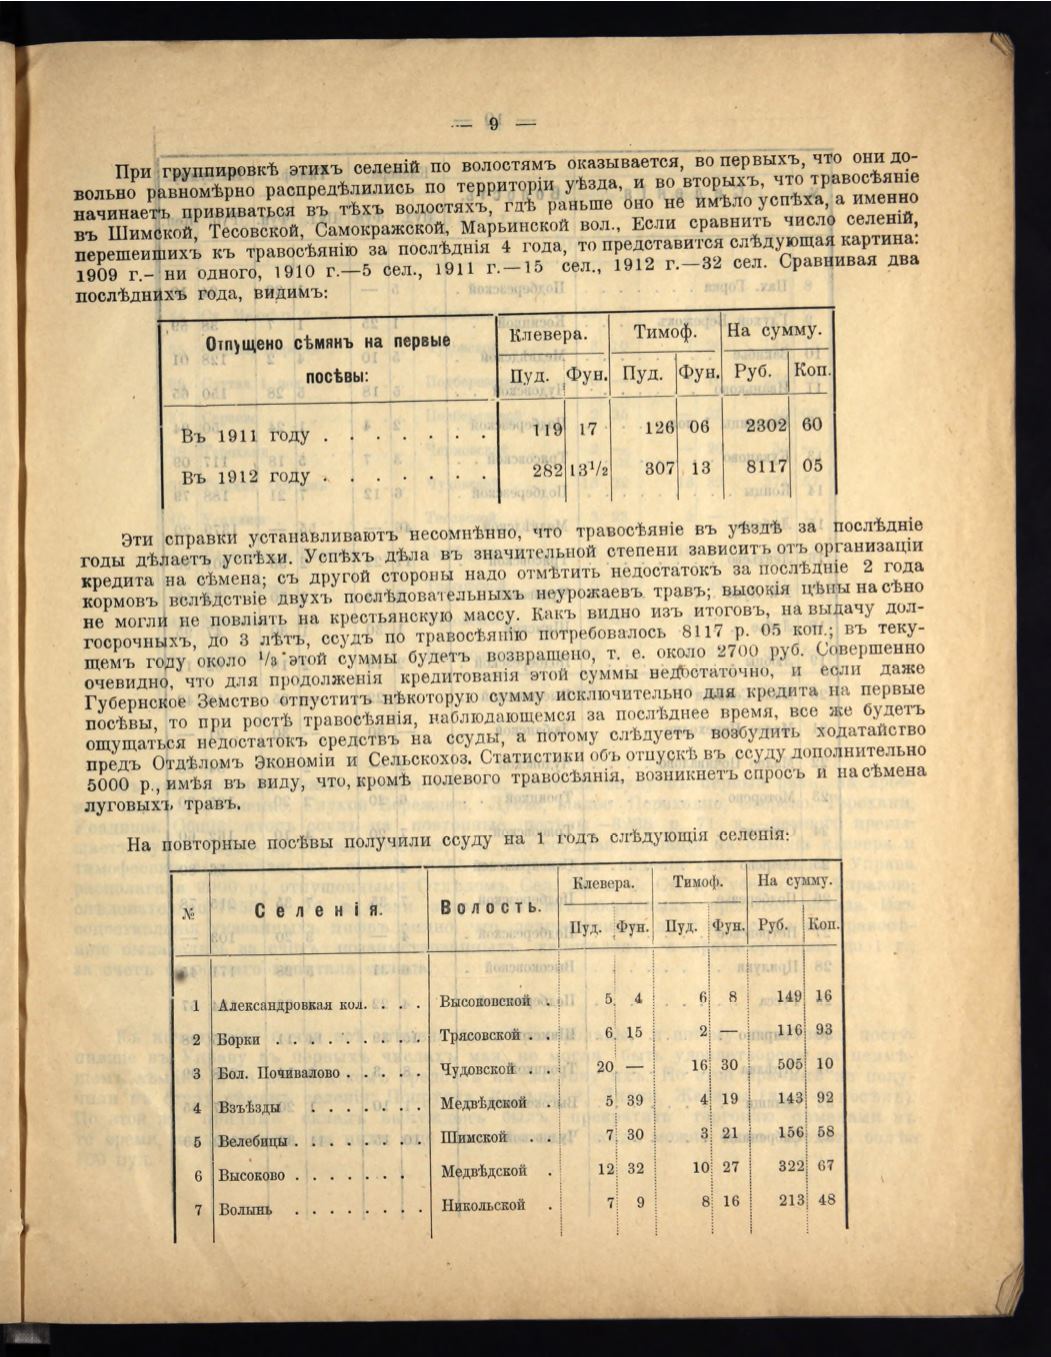 — 9 —
При группировкѣ этихъ селеній по волостямъ оказывается, во первыхъ, что они до-
вольно равномѣрно распредѣлились по территоріи уѣзда, и во вторыхъ, что травосѣяніе
начинаетъ прививаться въ тѣхъ волостяхъ, гдѣ раньше оно не имѣло успѣха, а именно
въ Шимской, Тесовской, Самокражской, Марьинской вол., Если сравнить число селеній,
перешеишихъ къ травосѣянію за послѣднія 4 года, то представится слѣдующая картина:
1909 г.- ни одного, 1910 г.—5 сел., 1911 г.—15 сел., 1912 г.—32 сел. Сравнивая два
послѣднихъ года, видимъ:
Отпущено сѣмянъ на первые посѣвы: Клевера. Тимоф. На сумму.
Пуд. Фун. Пуд. Фун. Руб. Коп.
Въ 1911 году . . . . . . . 119 17 126 06 2302 60
Въ 1912 году . . . . . . . 282 13½ 307 13 8117 05
Эти справки устанавливаютъ несомнѣнно, что травосѣяніе въ уѣздѣ за послѣдніе
годы дѣлаетъ успѣхи. Успѣхъ дѣла въ значительной степени зависитъ отъ организаціи
кредита на сѣмена; съ другой стороны надо отмѣтить недостатокъ за послѣдніе 2 года
кормовъ вслѣдствіе двухъ послѣдовательныхъ неурожаевъ травъ; высокія цѣны на сѣно
не могли не повліять на крестьянскую массу. Какъ видно изъ итоговъ, на выдачу дол-
госрочныхъ, до 3 лѣтъ, ссудъ по травосѣянію потребовалось 8117 р. 05 коп.; въ теку-
щемъ году около ⅓ этой суммы будетъ возвращено, т. е. около 2700 руб. Совершенно
очевидно, что для продолженія кредитованія этой суммы недостаточно, и если даже
Губернское Земство отпуститъ нѣкоторую сумму исключительно для кредита на первые
посѣвы, то при ростѣ травосѣянія, наблюдающемся за послѣднее время, все же будетъ
ощущаться недостатокъ средствъ на ссуды, а потому слѣдуетъ возбудить ходатайство
предъ Отдѣломъ Экономіи и Сельскохоз. Статистики объ отпускѣ въ ссуду дополнительно
5000 р., имѣя въ виду, что, кромѣ полевого травосѣянія, возникнетъ спросъ и на сѣмена
луговыхъ травъ.
На повторные посѣвы получили ссуду на 1 годъ слѣдующія селенія:
№ Селенія. Волость. Клевера. Тимоф. На сумму.
Пуд. Фун. Пуд. Фун. Руб. Коп.
1 Александровкая кол. . . . Высоковской . 5 4 6 8 149 16
2 Борки . . . . . . . . . Трясовской . . 6 15 2 — 116 93
3 Бол. Почивалово . . . . . Чудовской . . 20 — 16 30 505 10
4 Взъѣзды . . . . . . . Медвѣдской . 5 39 4 19 143 92
5 Велебицы . . . . . . . . Шимской . . 7 30 3 21 156 58
6 Высоково . . . . . . . Медвѣдской . 12 32 10 27 322 67
7 Волынь . . . . . . . . Никольской . 7 9 8 16 213 48